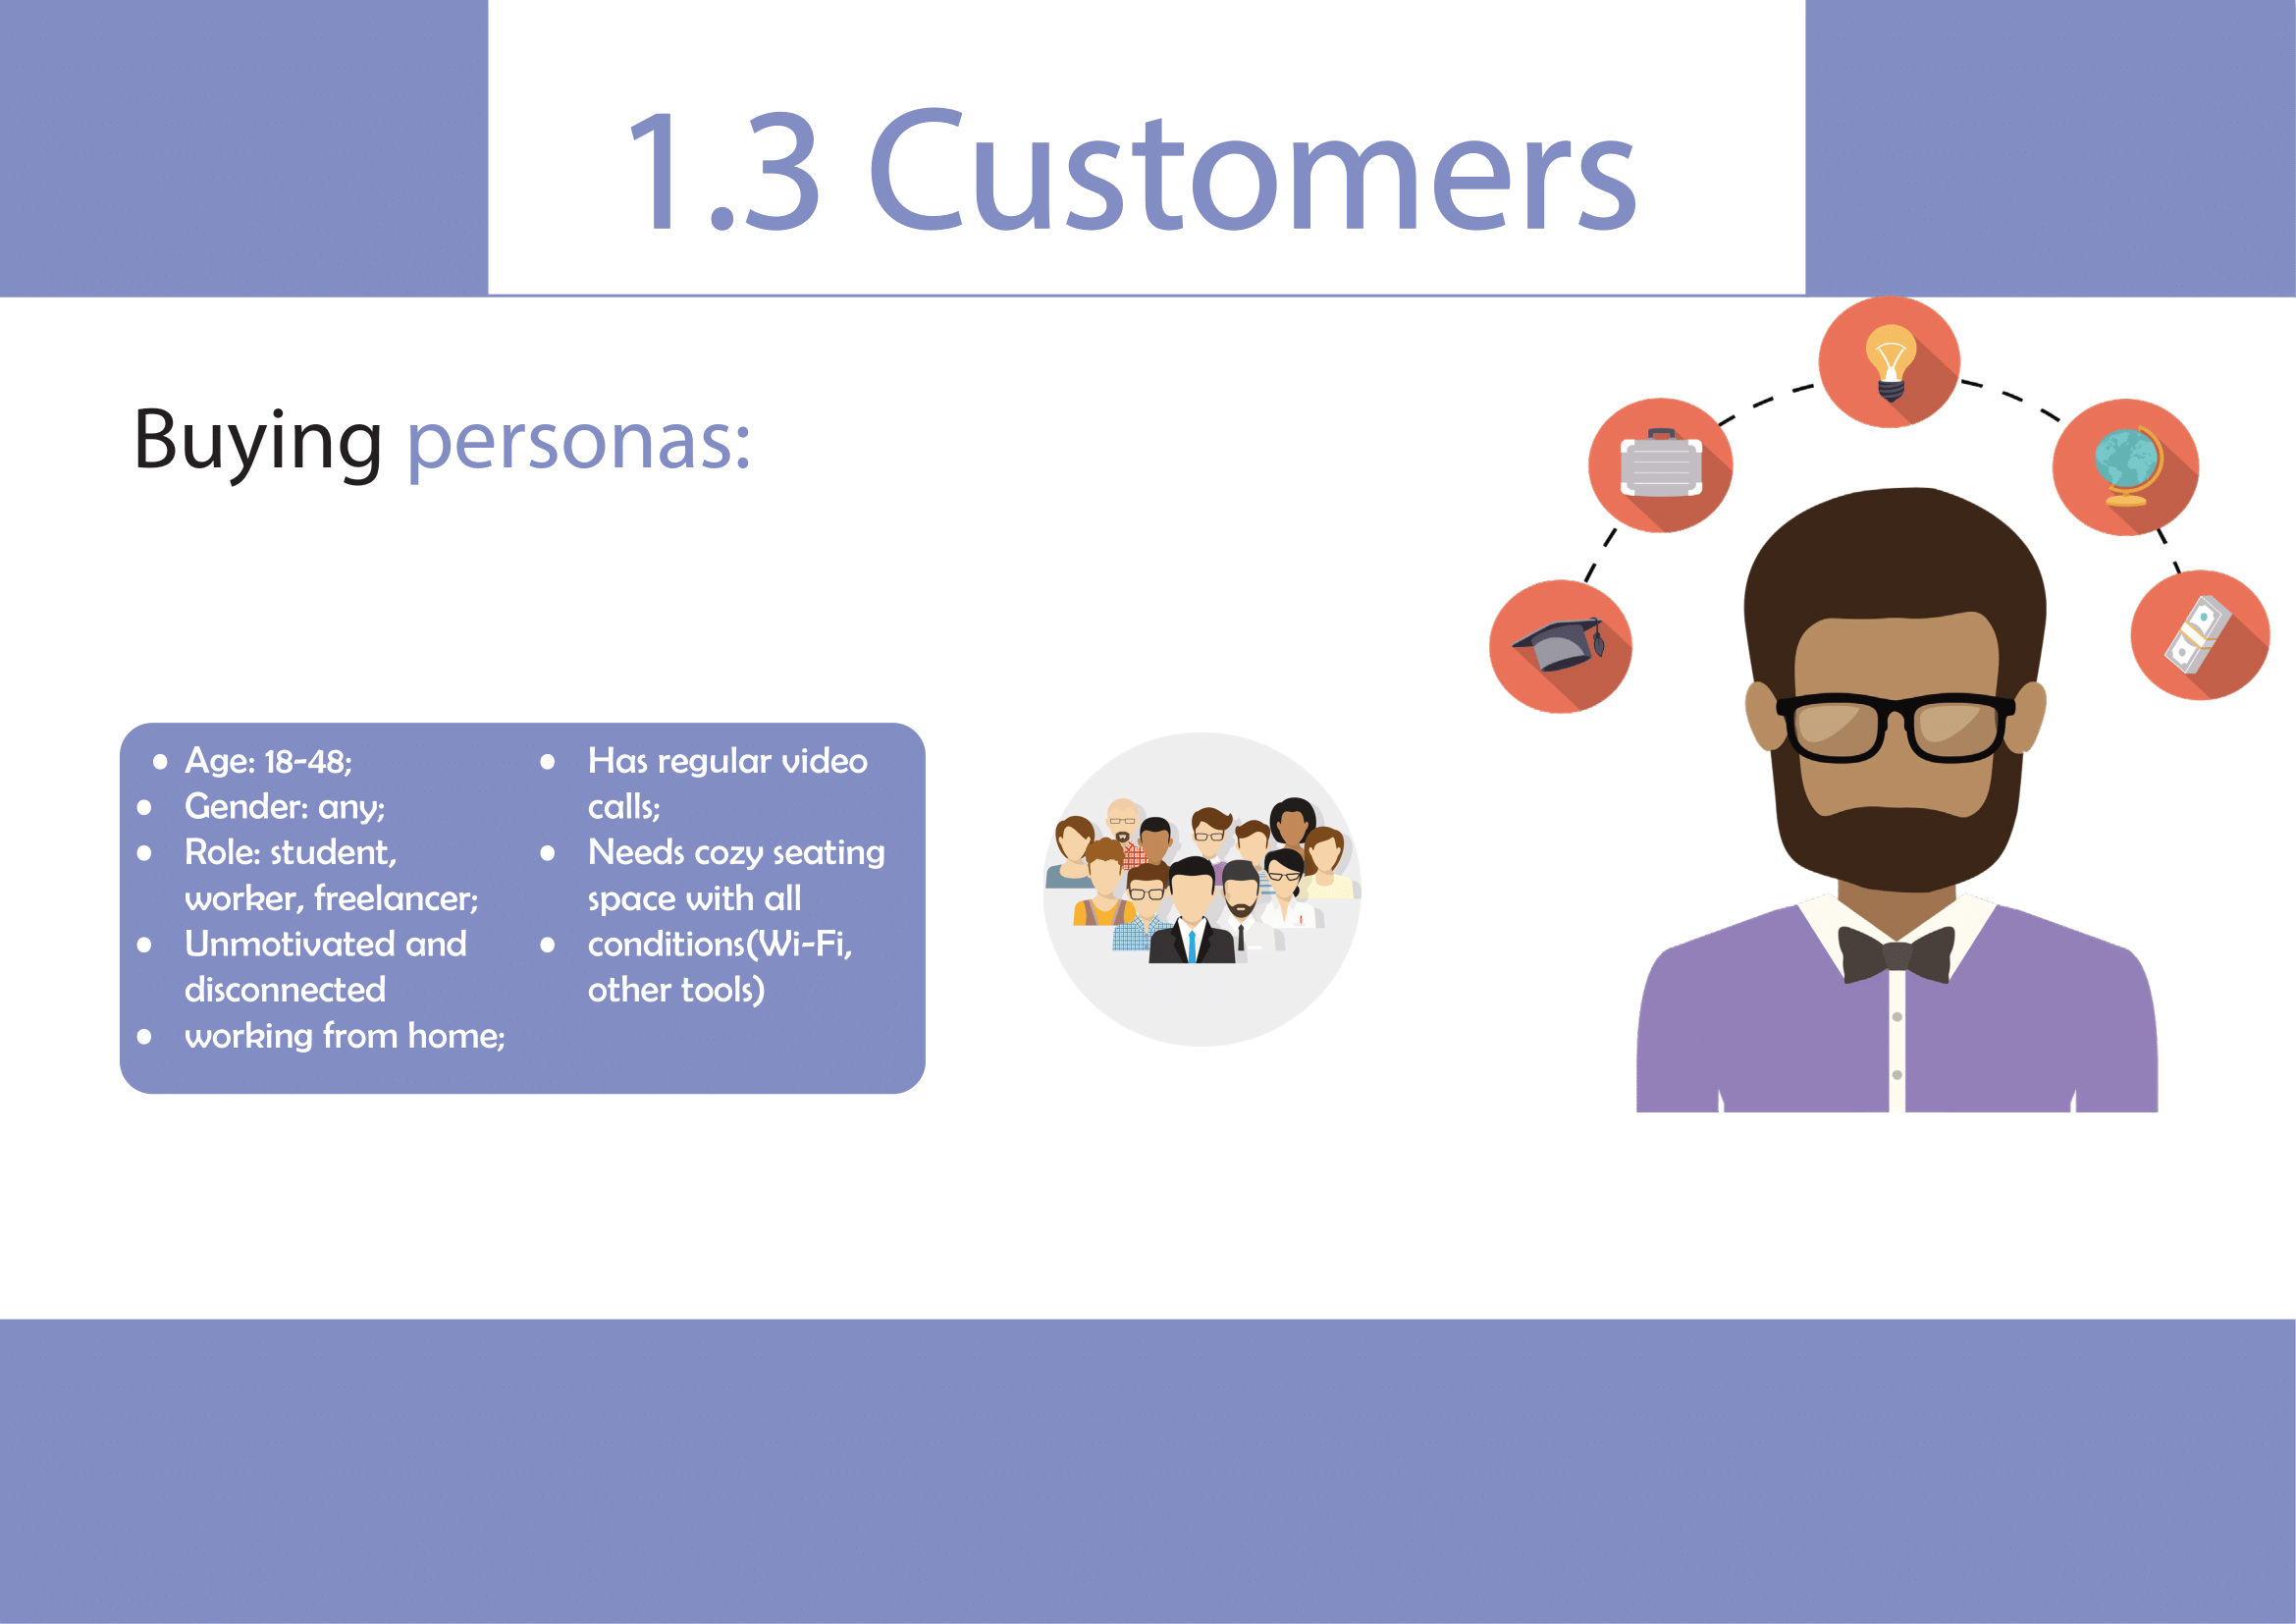 1.3 Customers
Buying personas:
• Age: 18-48;
• Gender: any;
• Role: student,
worker, freelancer;
• Unmotivated and
disconnected
• working from home;
• Has regular video
calls;
• Needs cozy seating
space with all
• conditions(Wi-Fi,
other tools)